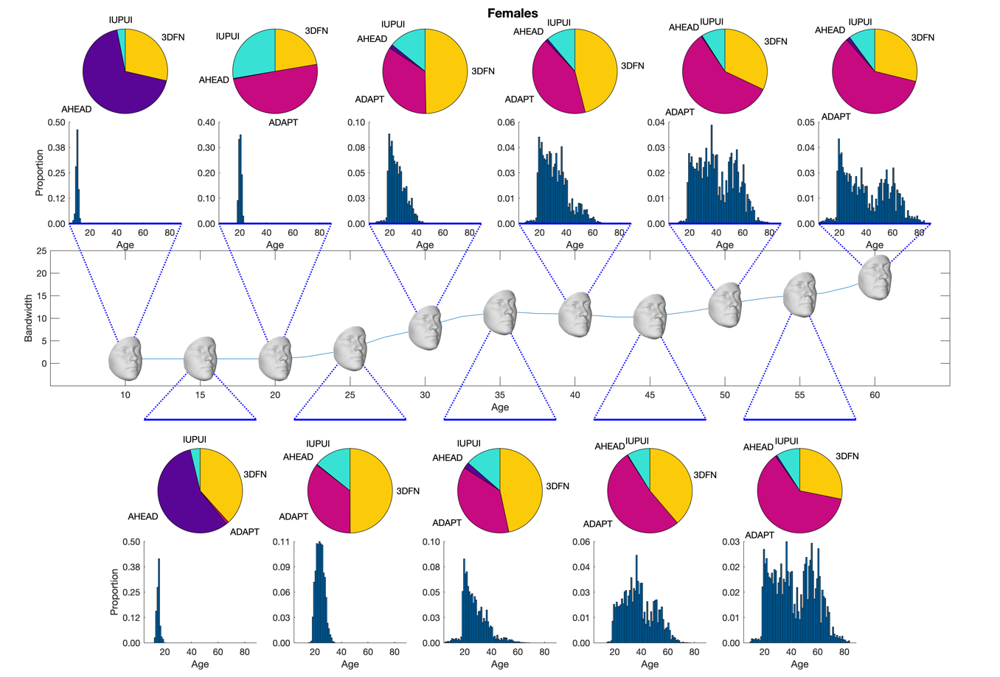 Females
IUPUI 3DFN AHEAD
IUPUI 3DFN AHEAD ADAPT
IUPUI AHEAD 3DFN ADAPT
IUPUI AHEAD 3DFN ADAPT
IUPUI AHEAD 3DFN ADAPT
IUPUI AHEAD 3DFN ADAPT
Proportion
0.50 0.38 0.25 0.12 0.00
20 40 60 80
Age
0.40 0.30 0.20 0.10 0.00
20 40 60 80
Age
0.10 0.08 0.05 0.03 0.00
20 40 60 80
Age
0.06 0.04 0.03 0.01 0.00
20 40 60 80
Age
0.04 0.03 0.02 0.01 0.00
20 40 60 80
Age
0.05 0.04 0.03 0.01 0.00
20 40 60 80
Age
Bandwidth
25 20 15 10 5 0
10 15 20 25 30 35 40 45 50 55 60
Age
IUPUI 3DFN AHEAD ADAPT
IUPUI AHEAD 3DFN ADAPT
IUPUI AHEAD 3DFN ADAPT
IUPUI AHEAD 3DFN ADAPT
IUPUI AHEAD 3DFN ADAPT
Proportion
0.50 0.38 0.25 0.12 0.00
20 40 60 80
Age
0.11 0.09 0.06 0.03 0.00
20 40 60 80
Age
0.10 0.08 0.05 0.03 0.00
20 40 60 80
Age
0.06 0.04 0.03 0.01 0.00
20 40 60 80
Age
0.03 0.02 0.02 0.01 0.00
20 40 60 80
Age